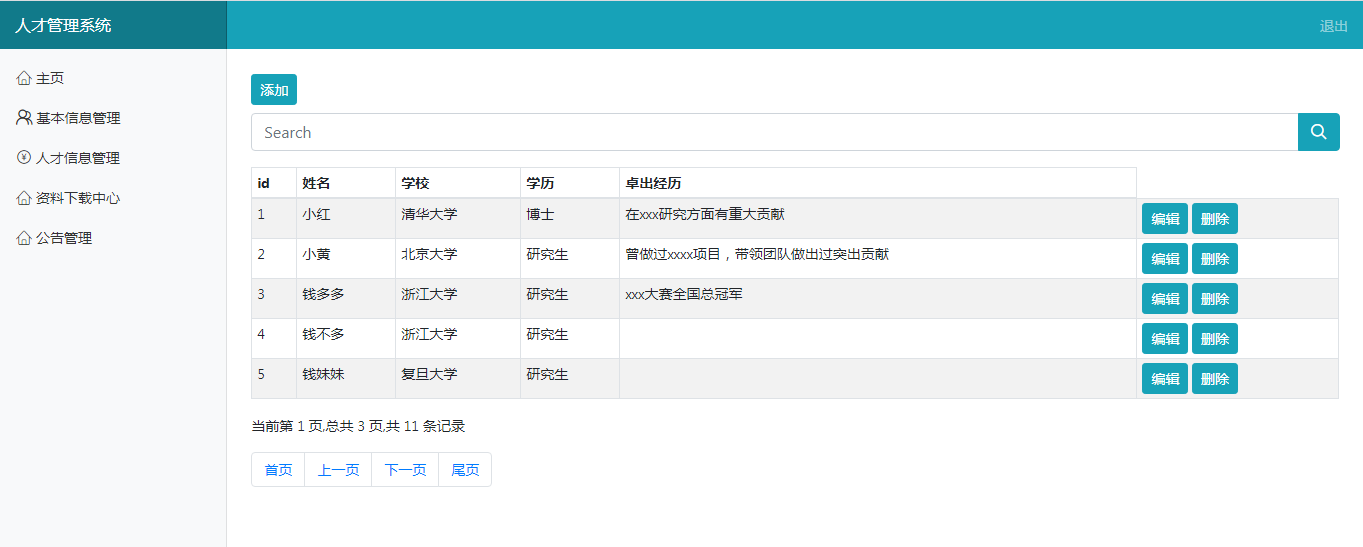 人才管理系统
退出
主页
基本信息管理
人才信息管理
资料下载中心
公告管理
添加
Search
id 姓名 学校 学历 卓出经历
1 小红 清华大学 博士 在xxx研究方面有重大贡献 编辑 删除
2 小黄 北京大学 研究生 曾做过xxxx项目，带领团队做出过突出贡献 编辑 删除
3 钱多多 浙江大学 研究生 xxx大赛全国总冠军 编辑 删除
4 钱不多 浙江大学 研究生 编辑 删除
5 钱妹妹 复旦大学 研究生 编辑 删除
当前第 1 页,总共 3 页,共 11 条记录
首页 上一页 下一页 尾页